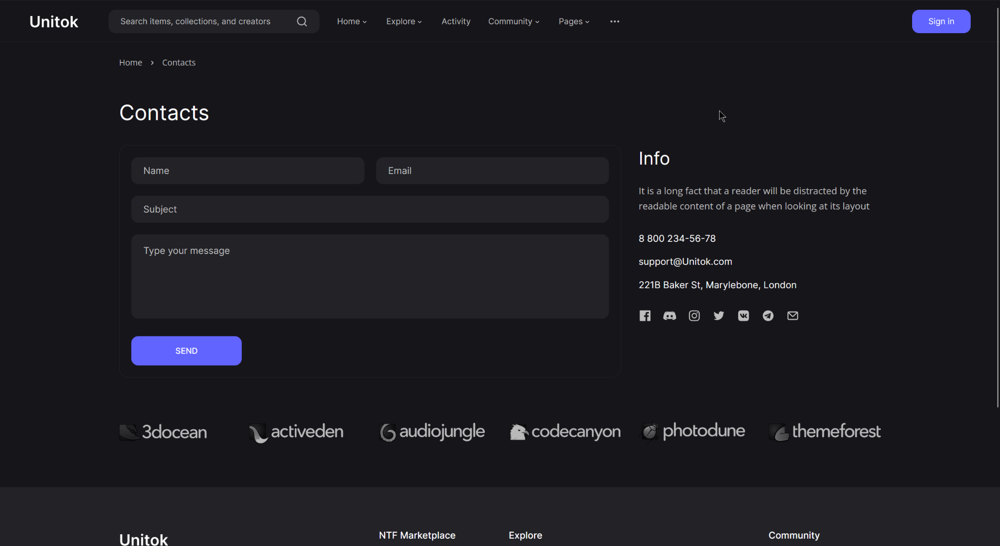 Unitok
Search items, collections, and creators
Home
Explore
Activity
Community
Pages
Sign in
Home
Contacts
Contacts
Name
Email
Subject
Type your message
SEND
Info
It is a long fact that a reader will be distracted by the
readable content of a page when looking at its layout
8 800 234-56-78
support@Unitok.com
221B Baker St, Marylebone, London
3docean
activeden
audiojungle
codecanyon
photodune
themeforest
Unitok
NTF Marketplace
Explore
Community